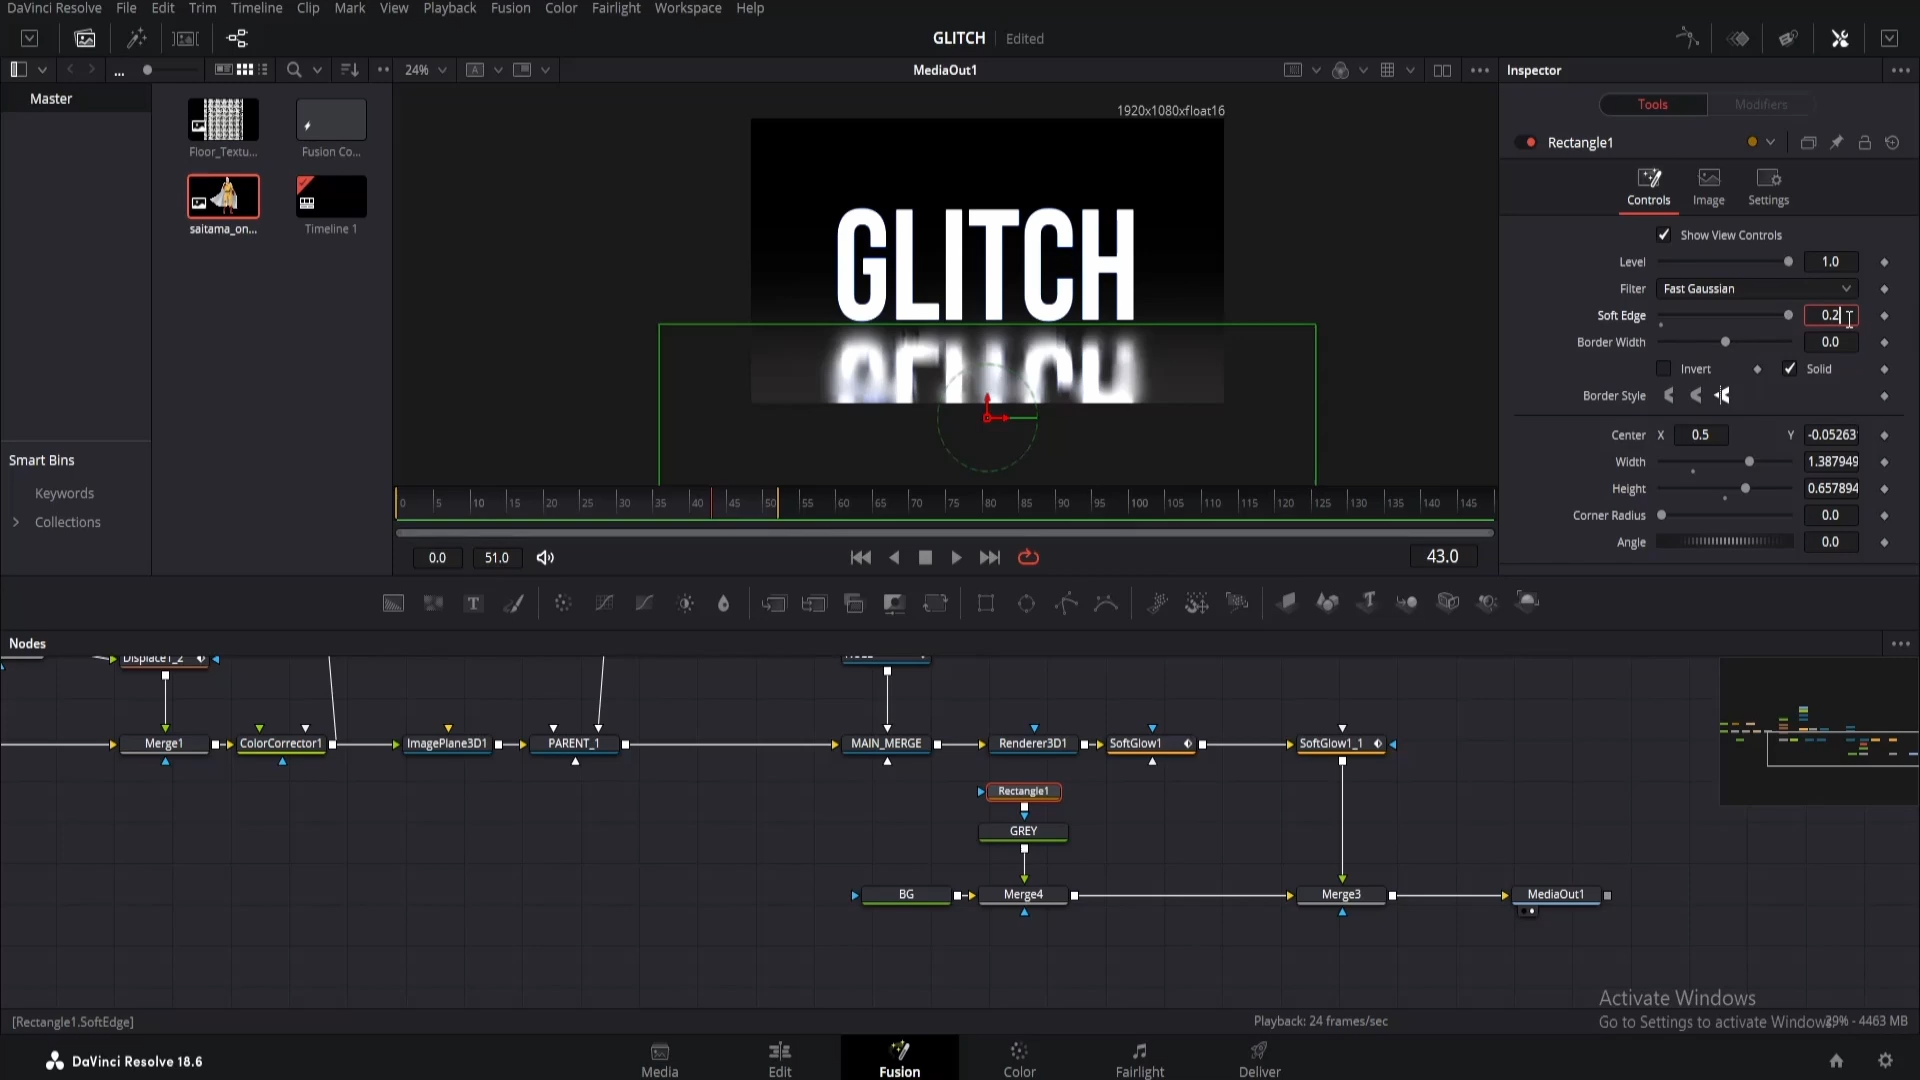 DaVinci Resolve File Edit Trim Timeline Clip Mark View Playback Fusion Color Fairlight Workspace Help
GLITCH Edited
24% MediaOut1 Inspector
Master
1920x1080xfloat16
Tools Modifiers
Floor_Textu... Fusion Co...
saitama_on... Timeline 1
GLITCH
Rectangle1
Controls Image Settings
Show View Controls
Level 1.0
Filter Fast Gaussian
Soft Edge 0.2
Border Width 0.0
Invert Solid
Border Style
Center X 0.5 Y -0.05263
Width 1.387949
Height 0.657894
Corner Radius 0.0
Angle 0.0
Smart Bins
Keywords
Collections
0 5 10 15 20 25 30 35 40 45 50 55 60 65 70 75 80 85 90 95 100 105 110 115 120 125 130 135 140 145
0.0 51.0 43.0
Nodes
Displace1_2
Merge1 ColorCorrector1 ImagePlane3D1 PARENT_1 MAIN_MERGE Renderer3D1 SoftGlow1 SoftGlow1_1
Rectangle1
GREY
BG Merge4 Merge3 MediaOut1
Activate Windows
Go to Settings to activate Windows.
[Rectangle1.SoftEdge] Playback: 24 frames/sec 29% - 4463 MB
DaVinci Resolve 18.6
Media Edit Fusion Color Fairlight Deliver